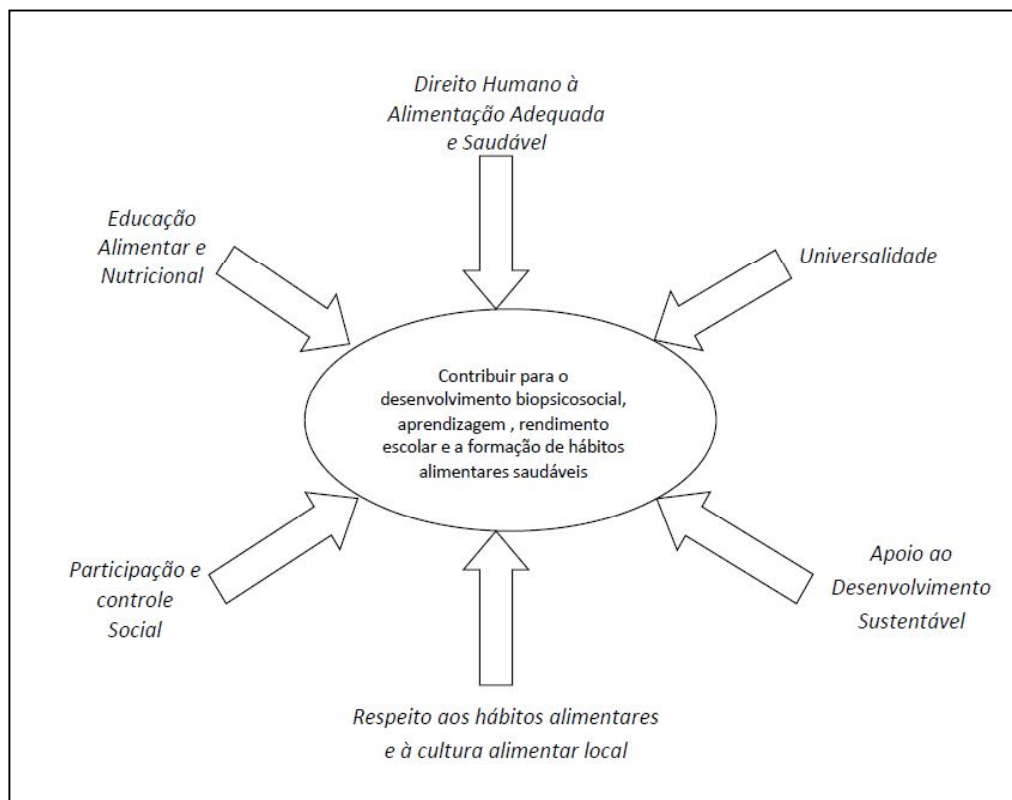 Direito Humano à
Alimentação Adequada
e Saudável
Educação
Alimentar e
Nutricional
Universalidade
Contribuir para o
desenvolvimento biopsicosocial,
aprendizagem , rendimento
escolar e a formação de hábitos
alimentares saudáveis
Participação e
controle
Social
Apoio ao
Desenvolvimento
Sustentável
Respeito aos hábitos alimentares
e à cultura alimentar local